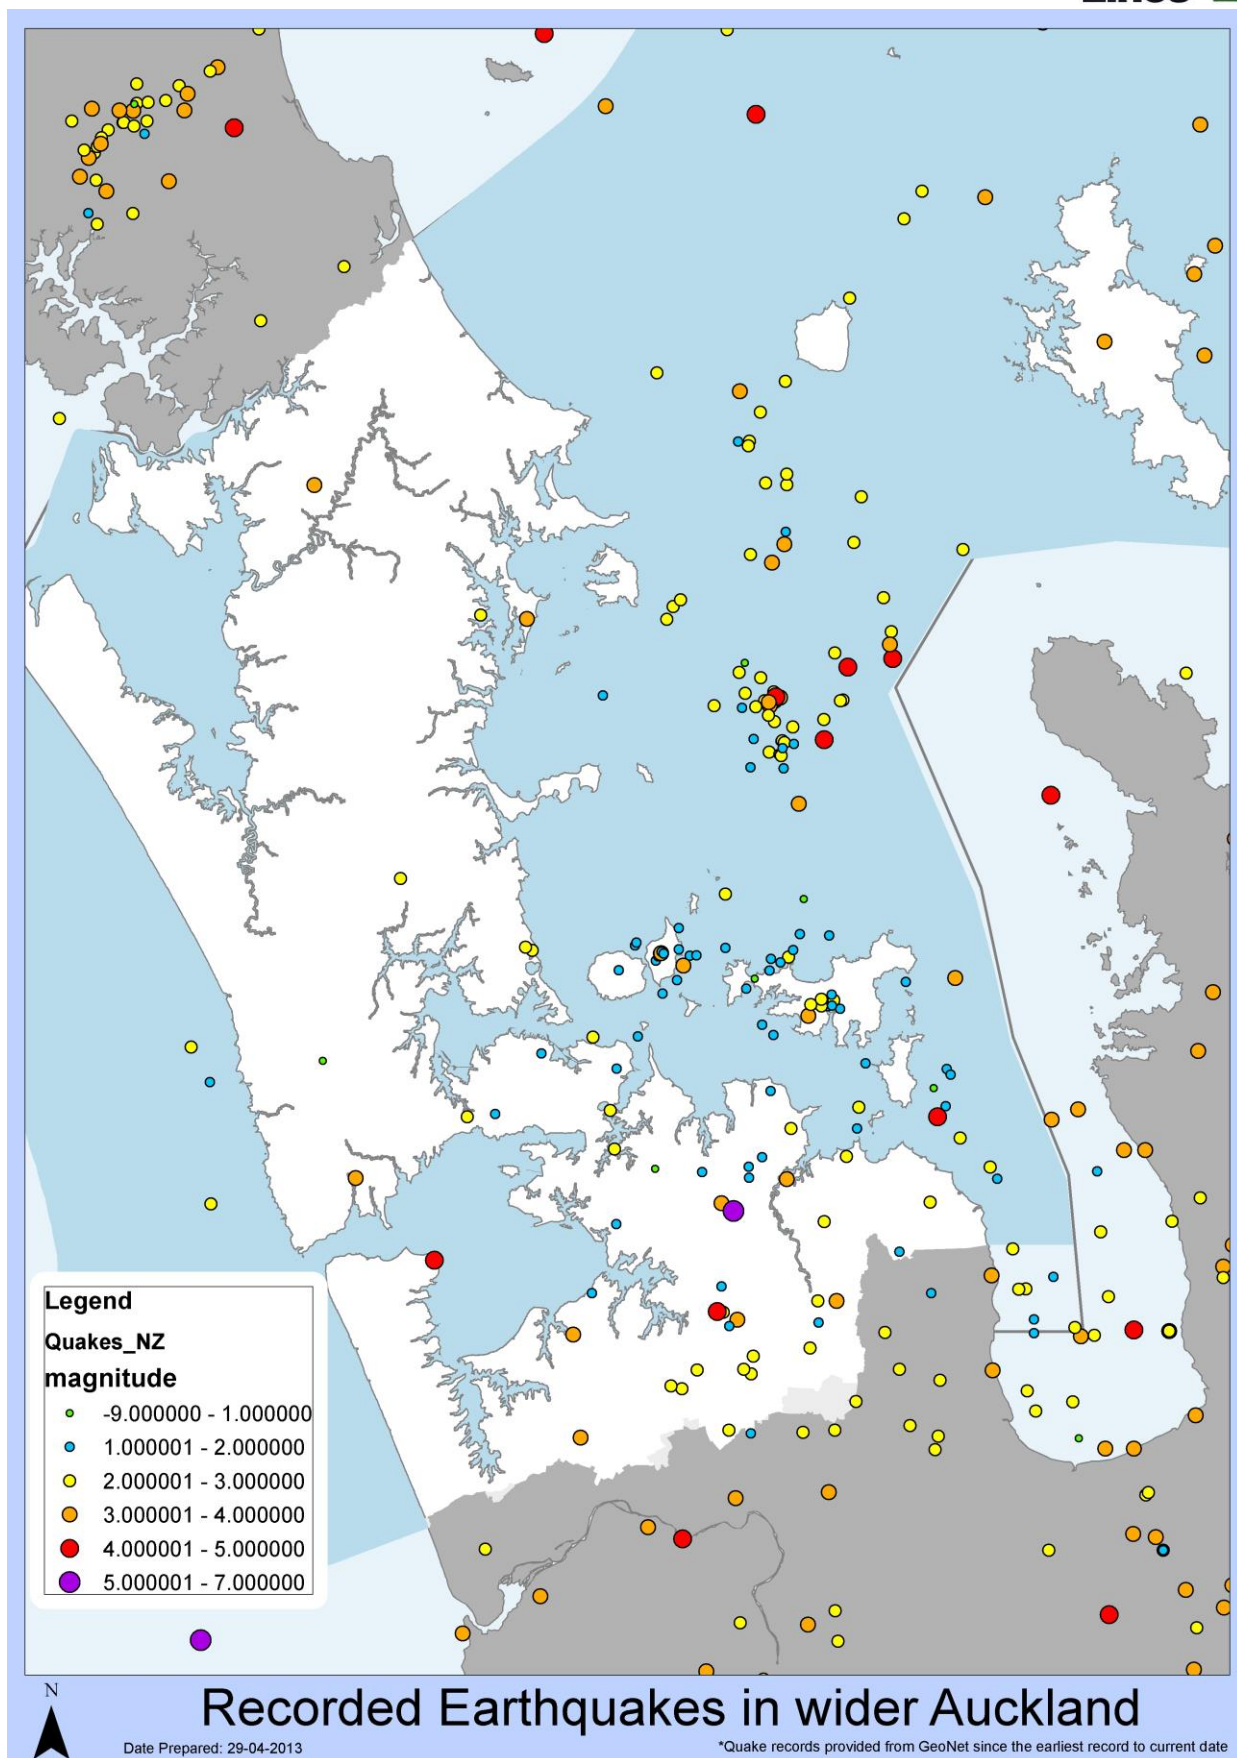 Legend
Quakes_NZ
magnitude
-9.000000 - 1.000000
1.000001 - 2.000000
2.000001 - 3.000000
3.000001 - 4.000000
4.000001 - 5.000000
5.000001 - 7.000000
N
Recorded Earthquakes in wider Auckland
Date Prepared: 29-04-2013
*Quake records provided from GeoNet since the earliest record to current date